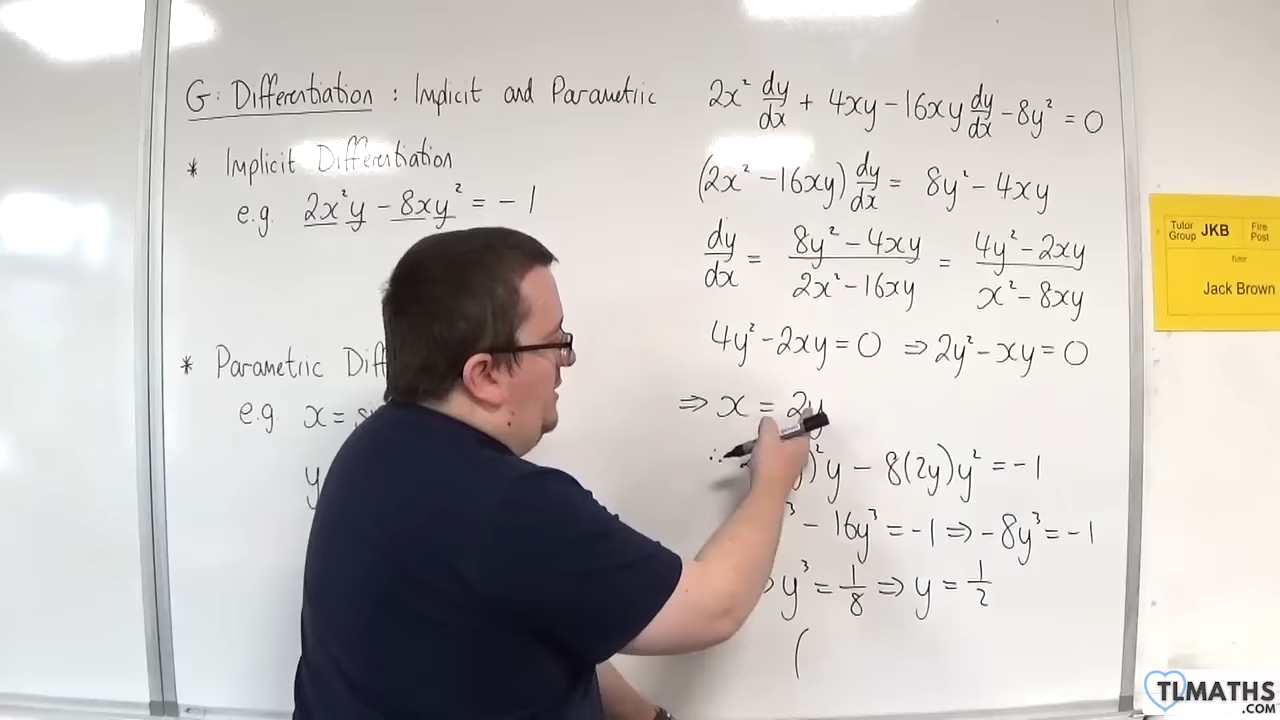 G: Differentiation : Implicit and Parametric
* Implicit Differentiation
e.g. 2x²y - 8xy² = -1
* Parametric Dif
e.g. x =
y
2x² dy/dx + 4xy - 16xy dy/dx - 8y² = 0
(2x² - 16xy) dy/dx = 8y² - 4xy
dy/dx = (8y² - 4xy)/(2x² - 16xy) = (4y² - 2xy)/(x² - 8xy)
4y² - 2xy = 0 ⇒ 2y² - xy = 0
⇒ x = 2y
∴ y)²y - 8(2y)y² = -1
³ - 16y³ = -1 ⇒ -8y³ = -1
y³ = 1/8 ⇒ y = 1/2
(
Tutor Group JKB Fire Post
Tutor
Jack Brown
TLMATHS
.COM